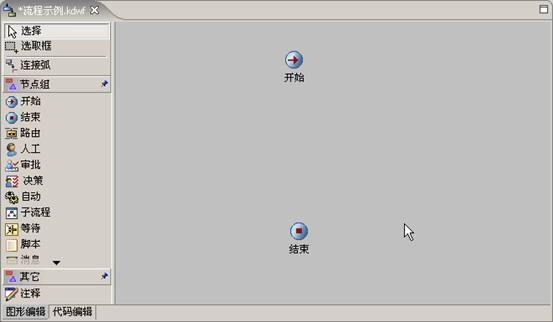 *流程示例.kdwf
选择
选取框
连接弧
节点组
开始
结束
路由
人工
审批
决策
自动
子流程
等待
脚本
消息
其它
注释
开始
结束
图形编辑 代码编辑